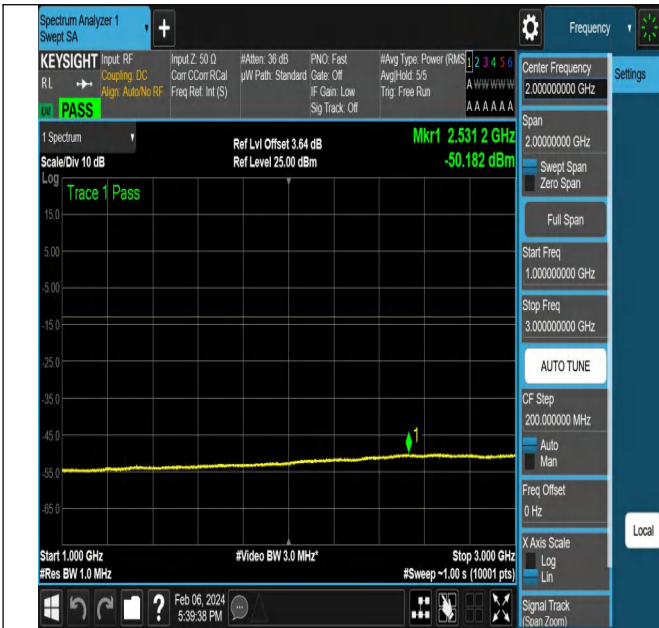 Spectrum Analyzer 1
Swept SA
+
Frequency
KEYSIGHT
RL
PASS
Input: RF
Coupling: DC
Align: Auto/No RF
Input Z: 50 Ω
Corr CCorr RCal
Freq Ref: Int (S)
#Atten: 36 dB
µW Path: Standard
PNO: Fast
Gate: Off
IF Gain: Low
Sig Track: Off
#Avg Type: Power (RMS
Avg|Hold: 5/5
Trig: Free Run
1 2 3 4 5 6
A W W W W W
A A A A A A
1 Spectrum
Scale/Div 10 dB
Log
Ref Lvl Offset 3.64 dB
Ref Level 25.00 dBm
Mkr1 2.531 2 GHz
-50.182 dBm
Trace 1 Pass
15.0
5.00
-5.00
-15.0
-25.0
-35.0
-45.0
-55.0
-65.0
1
Start 1.000 GHz
#Res BW 1.0 MHz
#Video BW 3.0 MHz*
Stop 3.000 GHz
#Sweep ~1.00 s (10001 pts)
?
Feb 06, 2024
5:39:38 PM
Center Frequency
2.000000000 GHz
Span
2.00000000 GHz
Swept Span
Zero Span
Full Span
Start Freq
1.000000000 GHz
Stop Freq
3.000000000 GHz
AUTO TUNE
CF Step
200.000000 MHz
Auto
Man
Freq Offset
0 Hz
X Axis Scale
Log
Lin
Signal Track
(Span Zoom)
Settings
Local